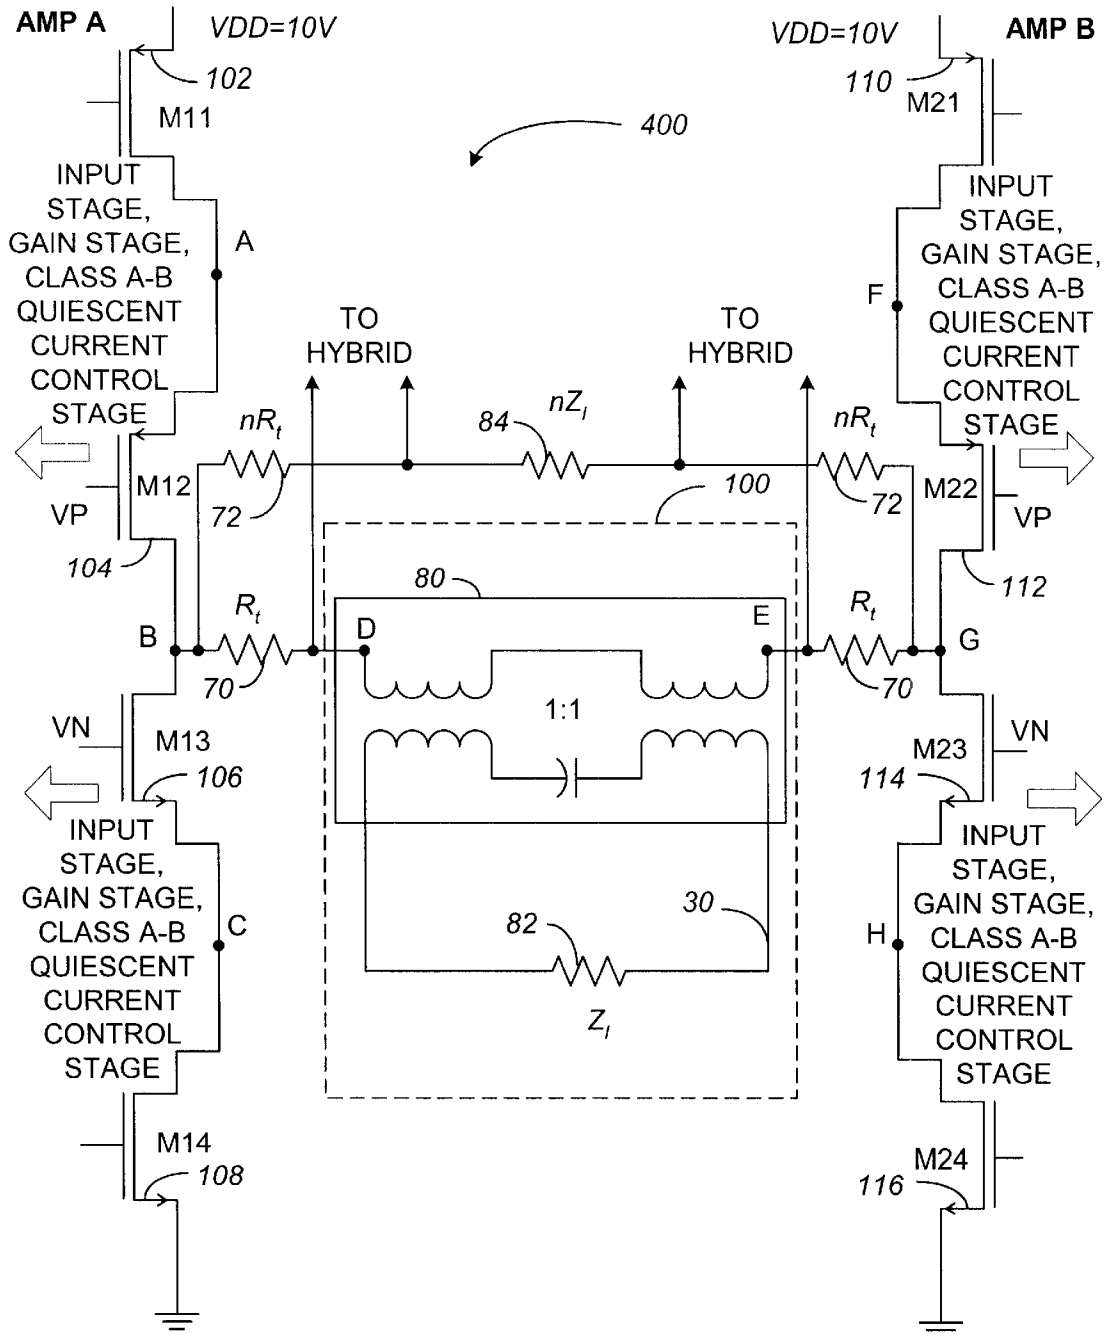 AMP A
VDD=10V
VDD=10V
AMP B
102
110
M11
M21
400
INPUT
STAGE,
GAIN STAGE,
CLASS A-B
QUIESCENT
CURRENT
CONTROL
STAGE
A
INPUT
STAGE,
GAIN STAGE,
CLASS A-B
QUIESCENT
CURRENT
CONTROL
STAGE
F
TO
HYBRID
TO
HYBRID
nRt
84
nZl
nRt
M12
72
100
72
M22
VP
VP
104
112
80
B
Rt
D
E
Rt
G
70
70
1:1
VN
M13
M23
VN
106
114
INPUT
STAGE,
GAIN STAGE,
CLASS A-B
QUIESCENT
CURRENT
CONTROL
STAGE
C
82
30
Zl
H
INPUT
STAGE,
GAIN STAGE,
CLASS A-B
QUIESCENT
CURRENT
CONTROL
STAGE
M14
108
M24
116